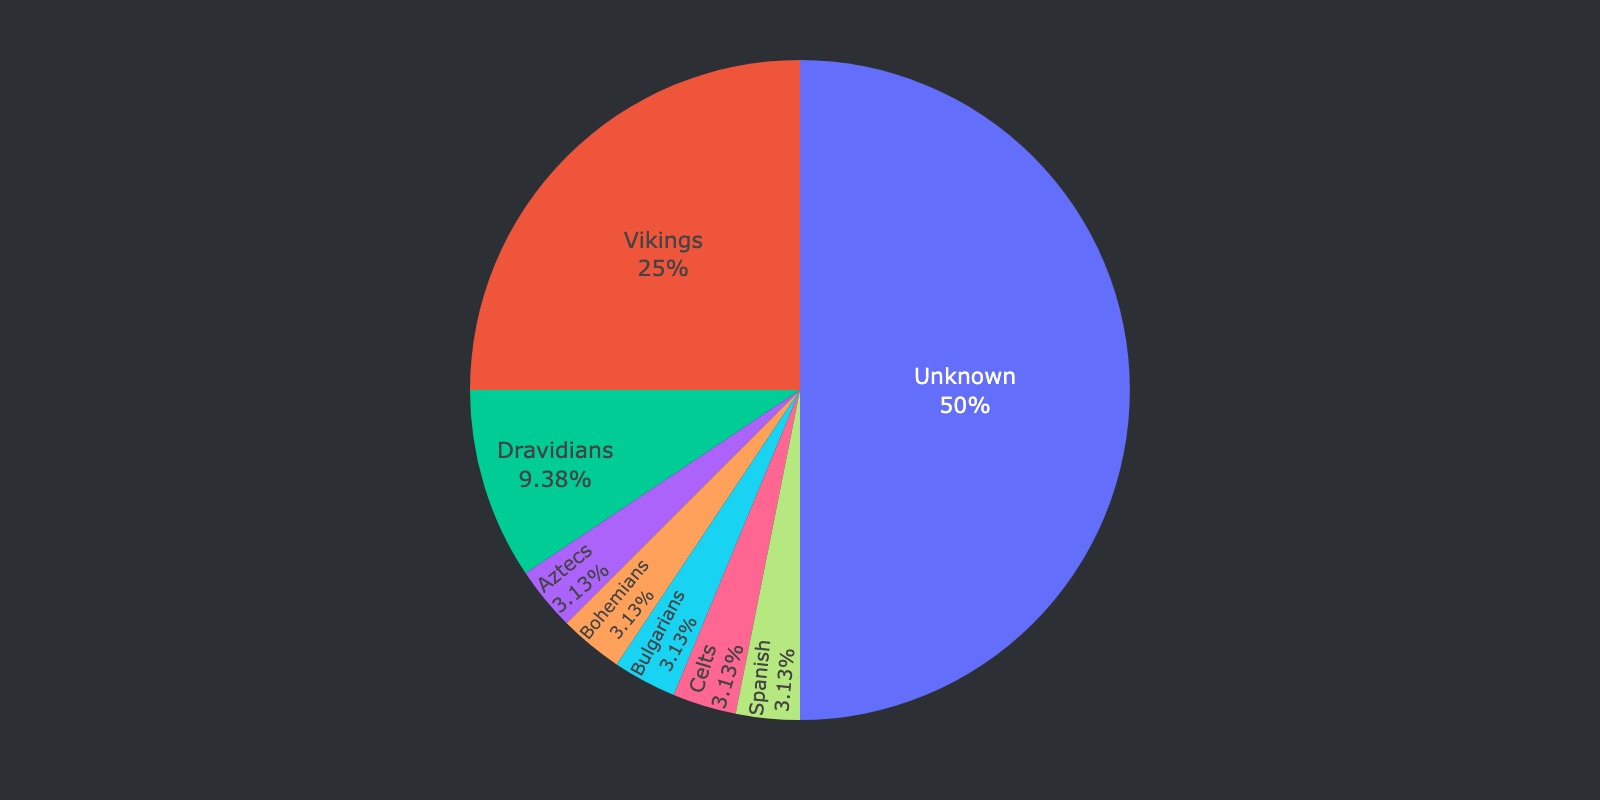 Vikings
25%
Unknown
50%
Dravidians
9.38%
Aztecs
3.13%
Bohemians
3.13%
Bulgarians
3.13%
Celts
3.13%
Spanish
3.13%